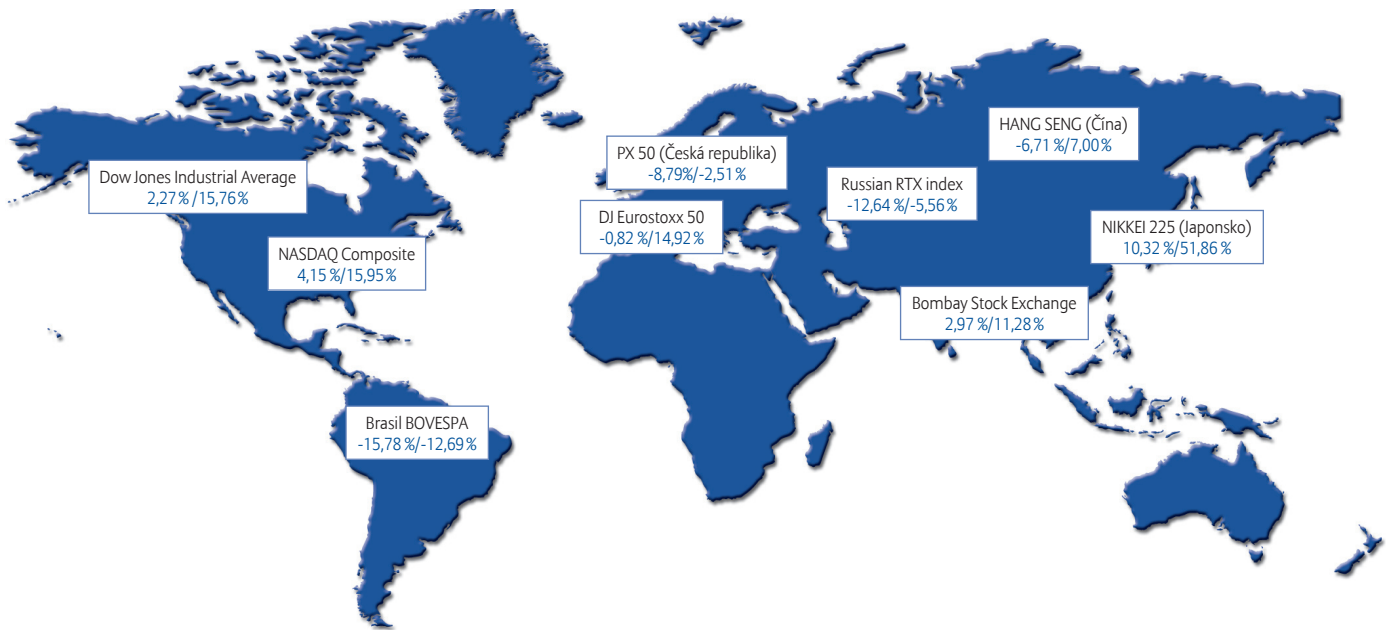 Dow Jones Industrial Average
2,27 %/15,76%
NASDAQ Composite
4,15 %/15,95%
Brasil BOVESPA
-15,78 %/-12,69%
PX 50 (Česká republika)
-8,79%/-2,51%
DJ Eurostoxx 50
-0,82 %/14,92%
Russian RTX index
-12,64 %/-5,56%
HANG SENG (Čína)
-6,71 %/7,00%
NIKKEI 225 (Japonsko)
10,32 %/51,86%
Bombay Stock Exchange
2,97 %/11,28%